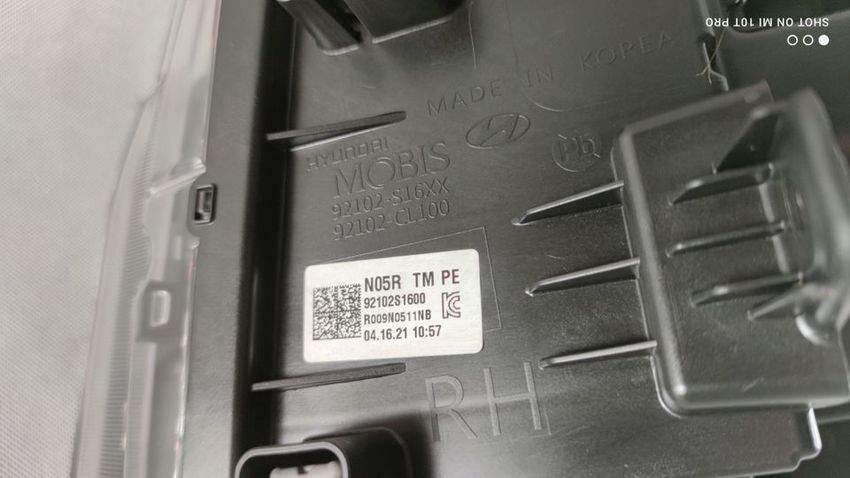 SHOT ON MI 10T PRO
MADE IN KOREA
HYUNDAI
MOBIS
92102-S16XX
92102-CL100
Pb
N05R TM PE
92102S1600
R009N0511NB
04.16.21 10:57
RH